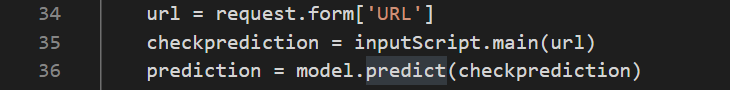 34 url = request.form['URL']
35 checkprediction = inputScript.main(url)
36 prediction = model.predict(checkprediction)